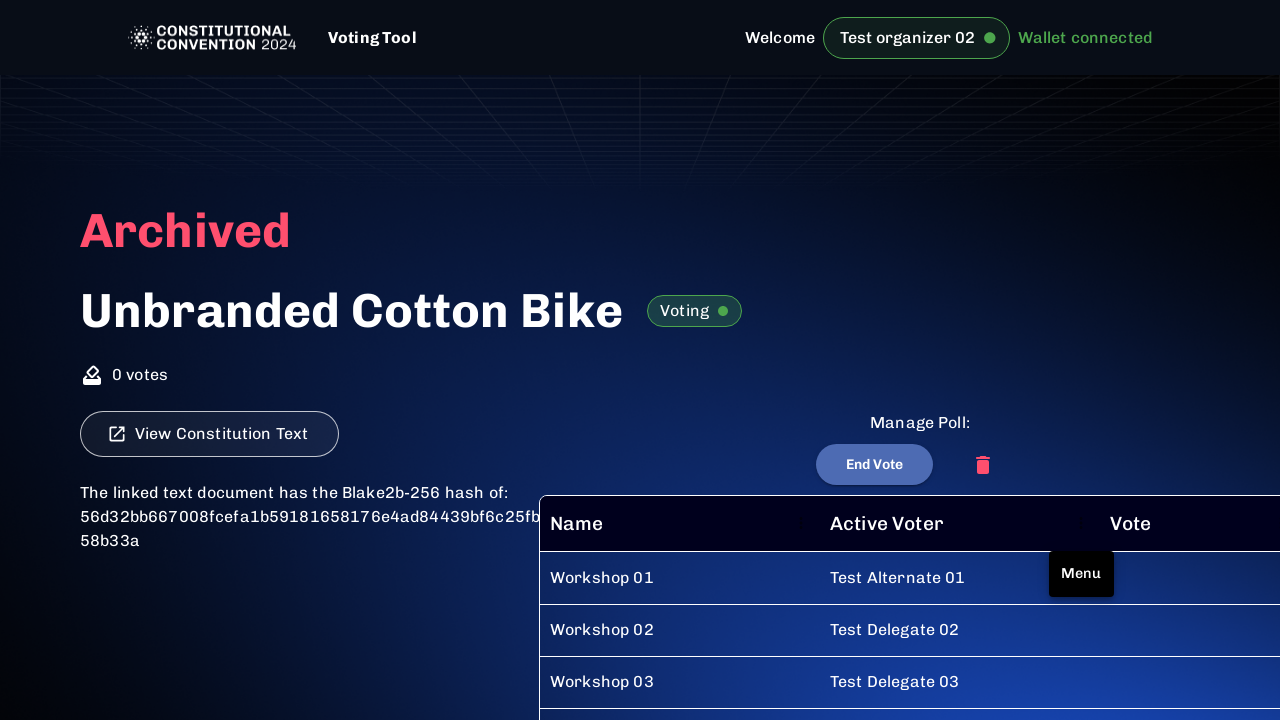 CONSTITUTIONAL
CONVENTION 2024
Voting Tool
Welcome
Test organizer 02
Wallet connected
Archived
Unbranded Cotton Bike
Voting
0 votes
View Constitution Text
Manage Poll:
End Vote
The linked text document has the Blake2b-256 hash of:
56d32bb667008fcefa1b59181658176e4ad84439bf6c25fb
58b33a
Name Active Voter Vote
Menu
Workshop 01 Test Alternate 01
Workshop 02 Test Delegate 02
Workshop 03 Test Delegate 03